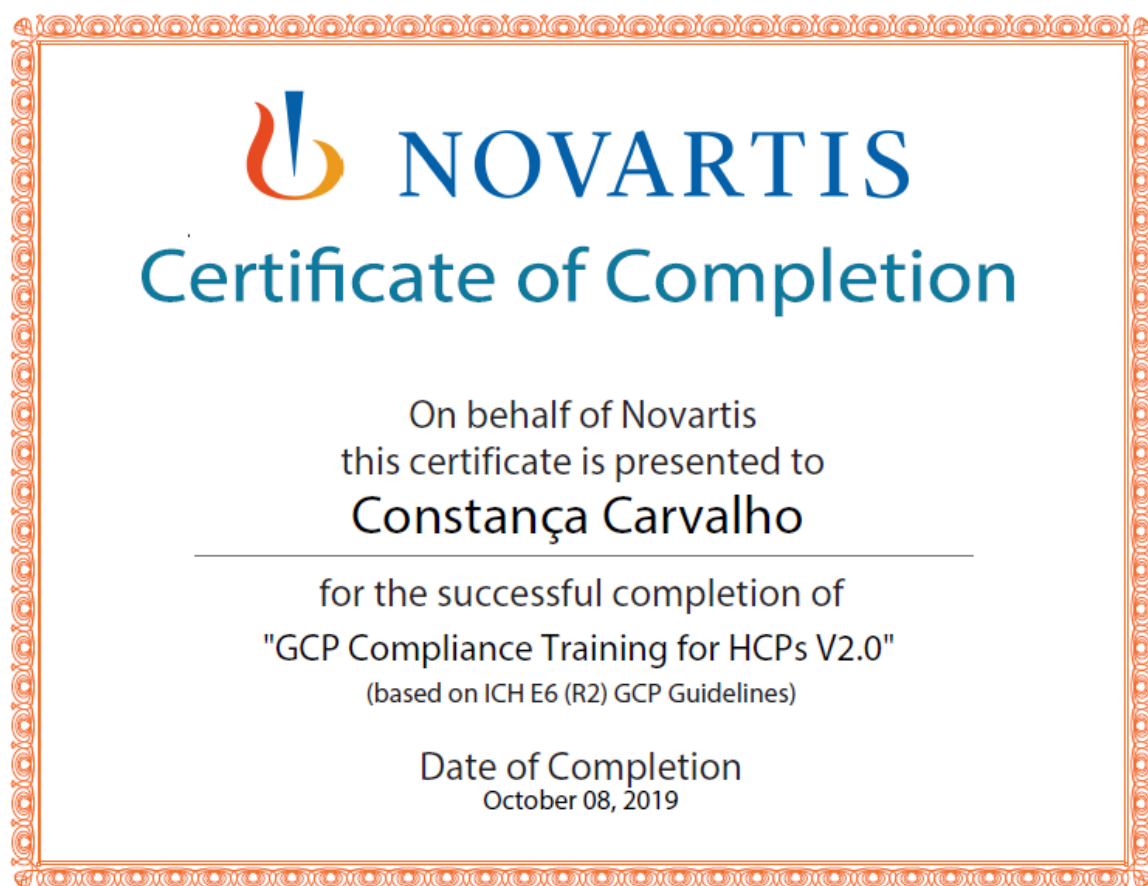 NOVARTIS
Certificate of Completion
On behalf of Novartis
this certificate is presented to
Constança Carvalho
for the successful completion of
"GCP Compliance Training for HCPs V2.0"
(based on ICH E6 (R2) GCP Guidelines)
Date of Completion
October 08, 2019